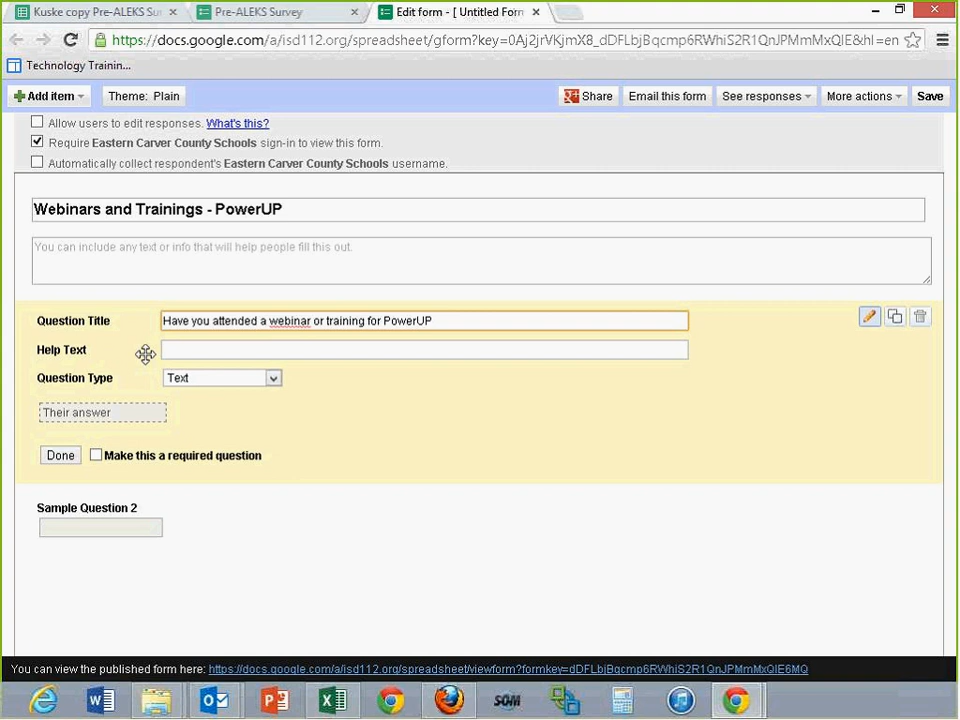 Kuske copy Pre-ALEKS Sur
Pre-ALEKS Survey
Edit form - [ Untitled Form
https://docs.google.com/a/isd112.org/spreadsheet/gform?key=0Aj2jrVKjmX8_dDFLbjBqcmp6RWhiS2R1QnJPMmMxQlE&hl=en
Technology Trainin...
Add item
Theme: Plain
Share
Email this form
See responses
More actions
Save
Allow users to edit responses. What's this?
Require Eastern Carver County Schools sign-in to view this form.
Automatically collect respondent's Eastern Carver County Schools username.
Webinars and Trainings - PowerUP
You can include any text or info that will help people fill this out.
Question Title
Have you attended a webinar or training for PowerUP
Help Text
Question Type
Text
Their answer
Done
Make this a required question
Sample Question 2
You can view the published form here: https://docs.google.com/a/isd112.org/spreadsheet/viewform?formkey=dDFLbjBqcmp6RWhiS2R1QnJPMmMxQlE6MQ
SOM